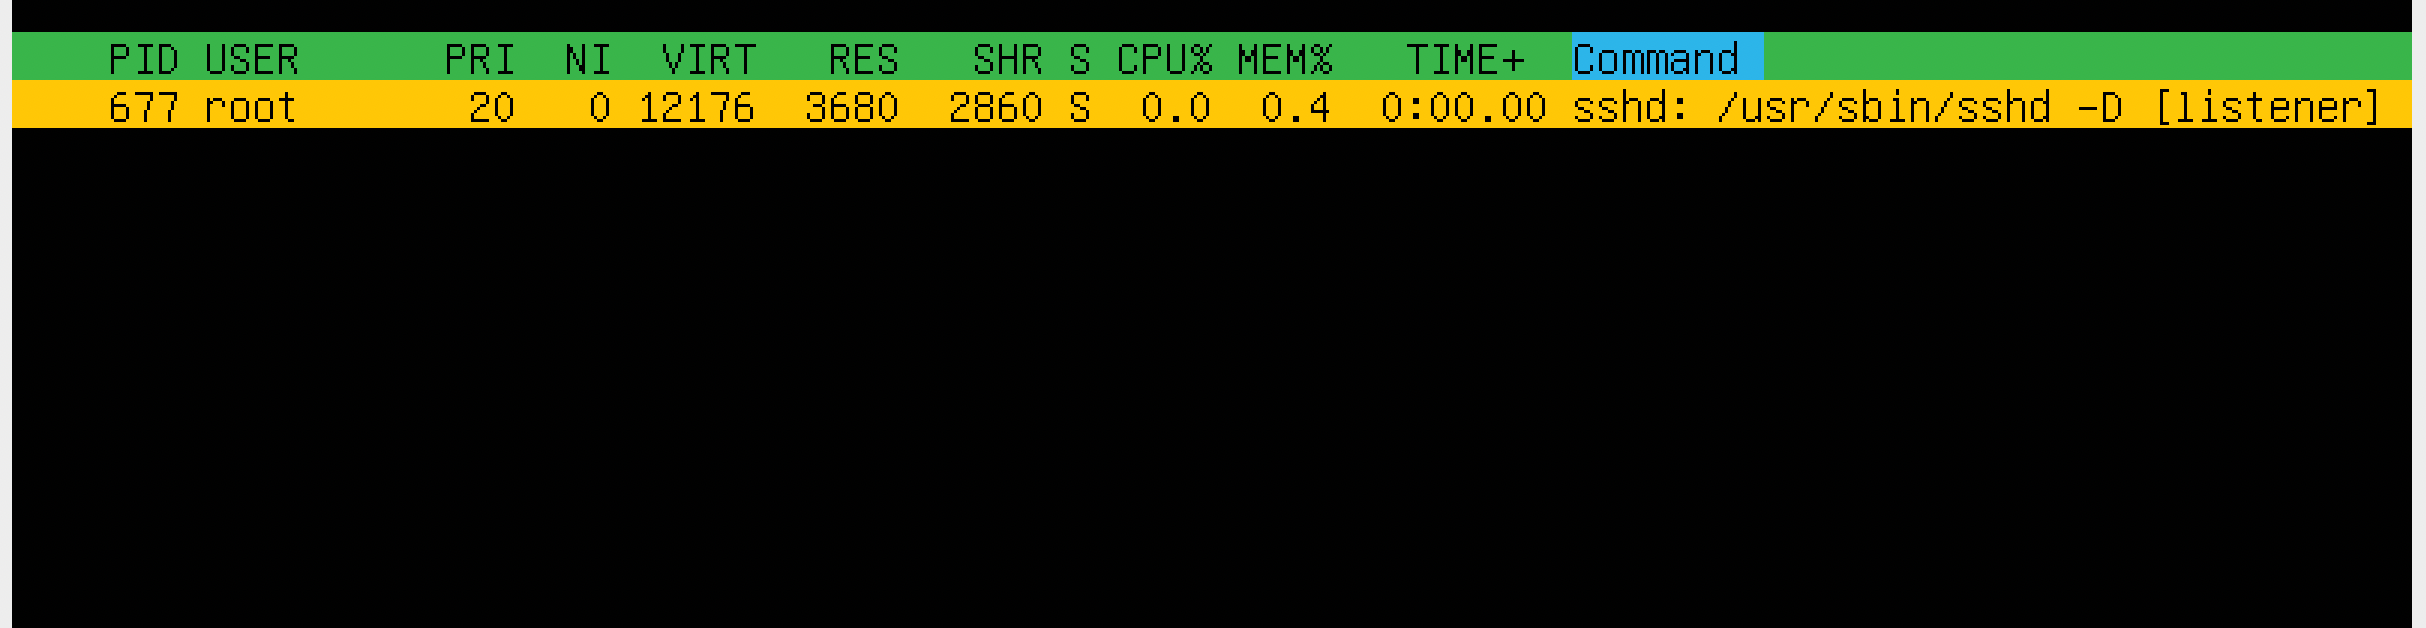 PID USER PRI NI VIRT RES SHR S CPU% MEM% TIME+ Command
677 root 20 0 12176 3680 2860 S 0.0 0.4 0:00.00 sshd: /usr/sbin/sshd -D [listener]